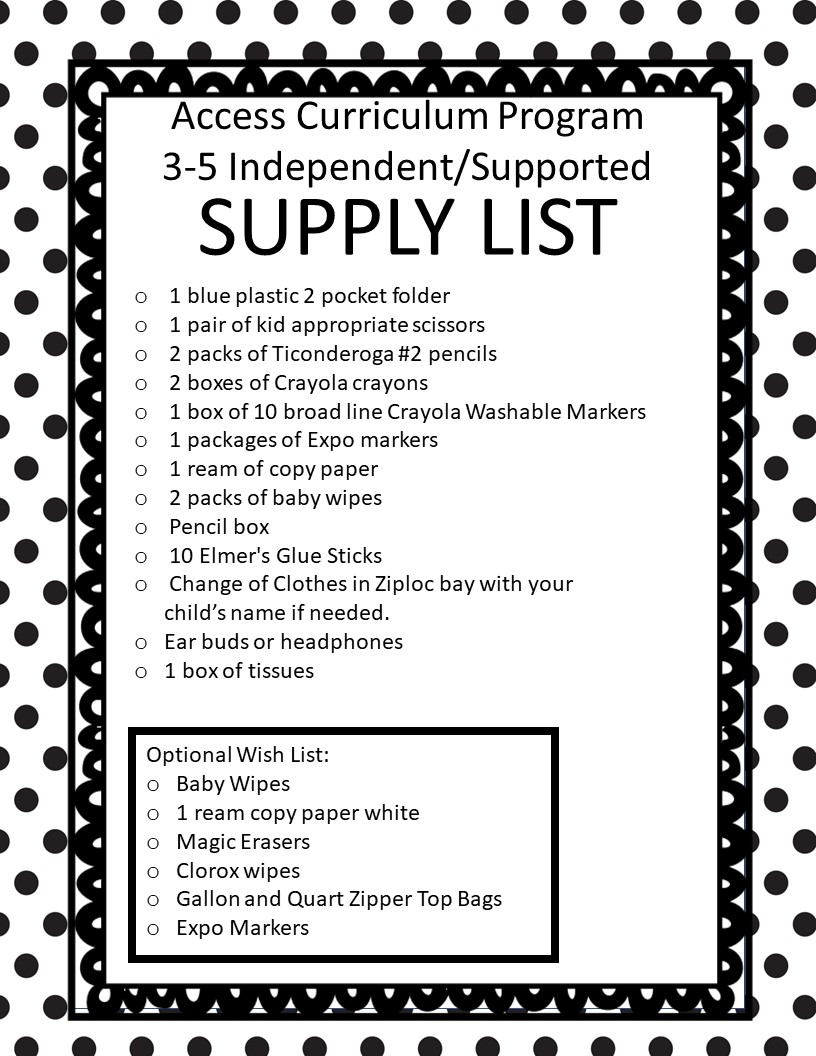 Access Curriculum Program
3-5 Independent/Supported
SUPPLY LIST
o 1 blue plastic 2 pocket folder
o 1 pair of kid appropriate scissors
o 2 packs of Ticonderoga #2 pencils
o 2 boxes of Crayola crayons
o 1 box of 10 broad line Crayola Washable Markers
o 1 packages of Expo markers
o 1 ream of copy paper
o 2 packs of baby wipes
o Pencil box
o 10 Elmer's Glue Sticks
o Change of Clothes in Ziploc bay with your
child’s name if needed.
o Ear buds or headphones
o 1 box of tissues
Optional Wish List:
o Baby Wipes
o 1 ream copy paper white
o Magic Erasers
o Clorox wipes
o Gallon and Quart Zipper Top Bags
o Expo Markers